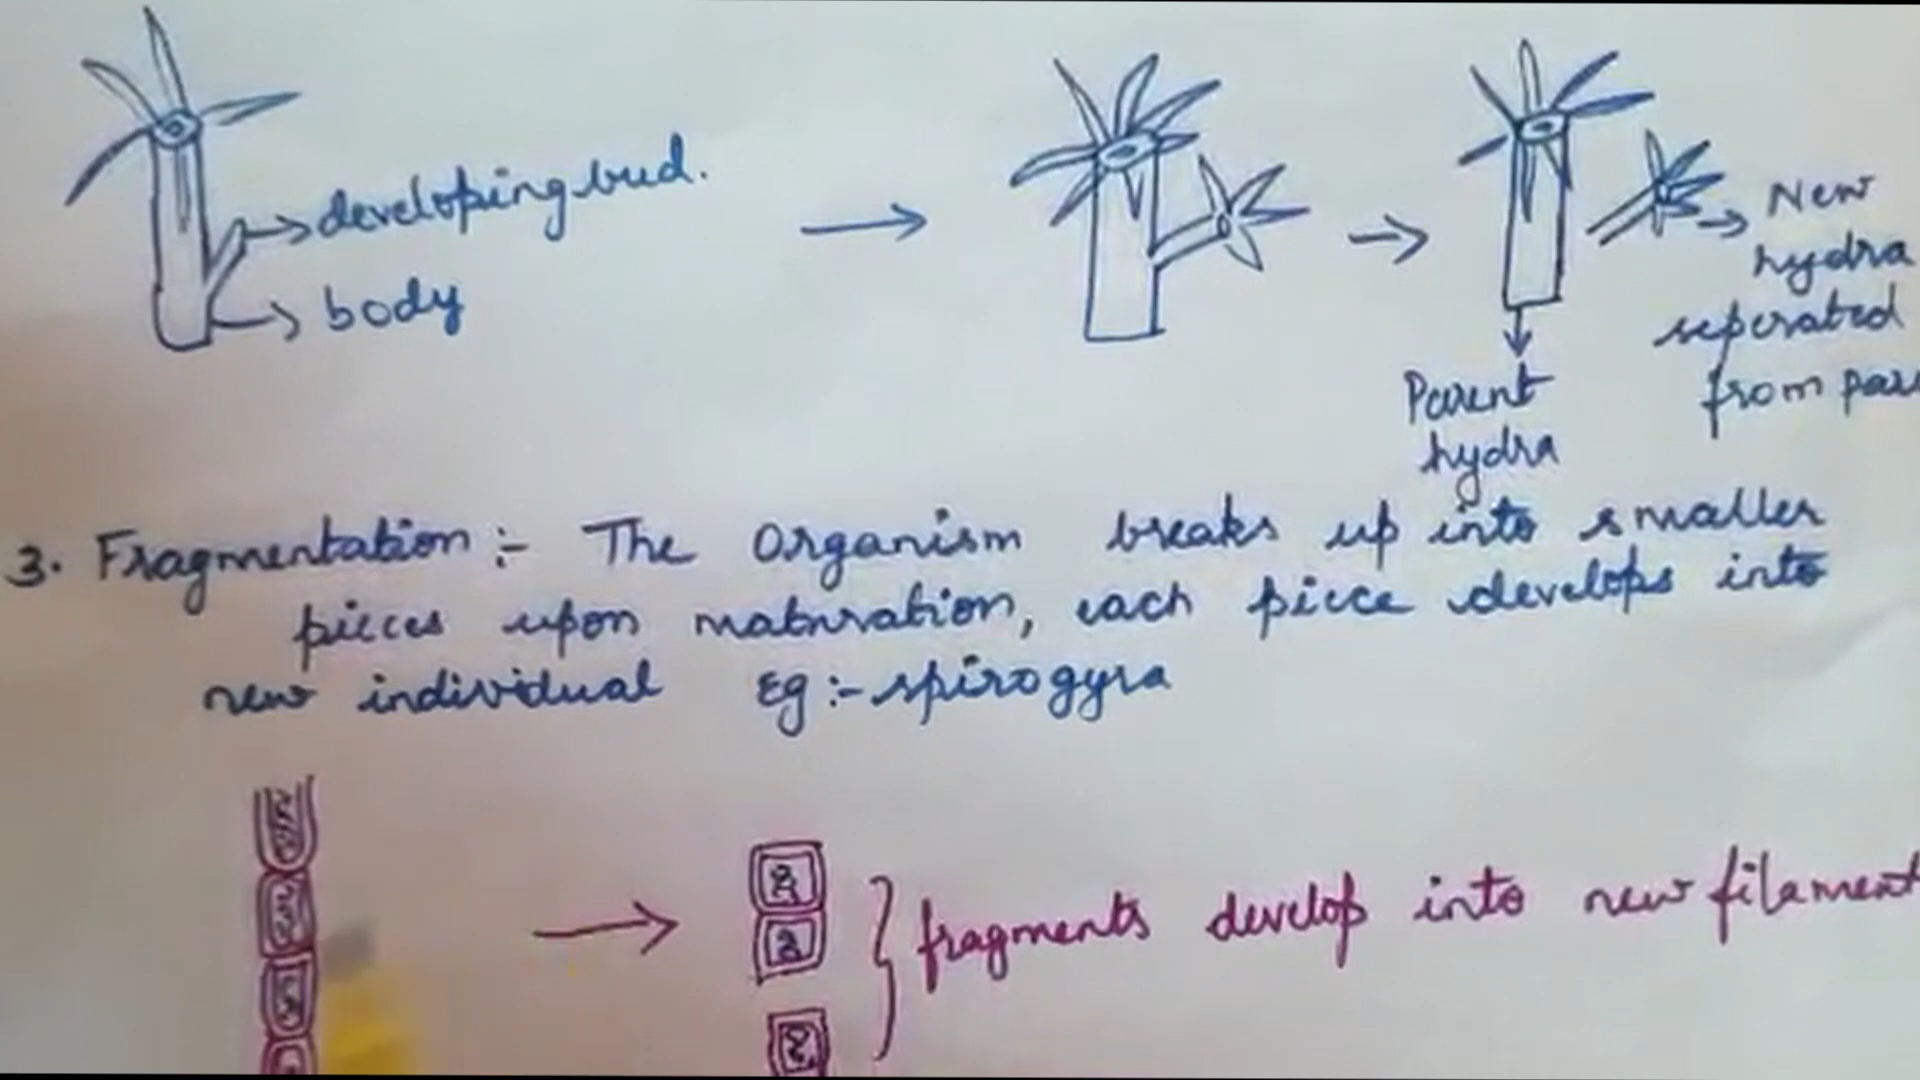 developing bud.
body
New
hydra
seperated
from par
Parent
hydra
3. Fragmentation :- The Organism breaks up into smaller
pieces upon maturation, each piece develops into
new individual Eg :- spirogyra
fragments develop into new filament